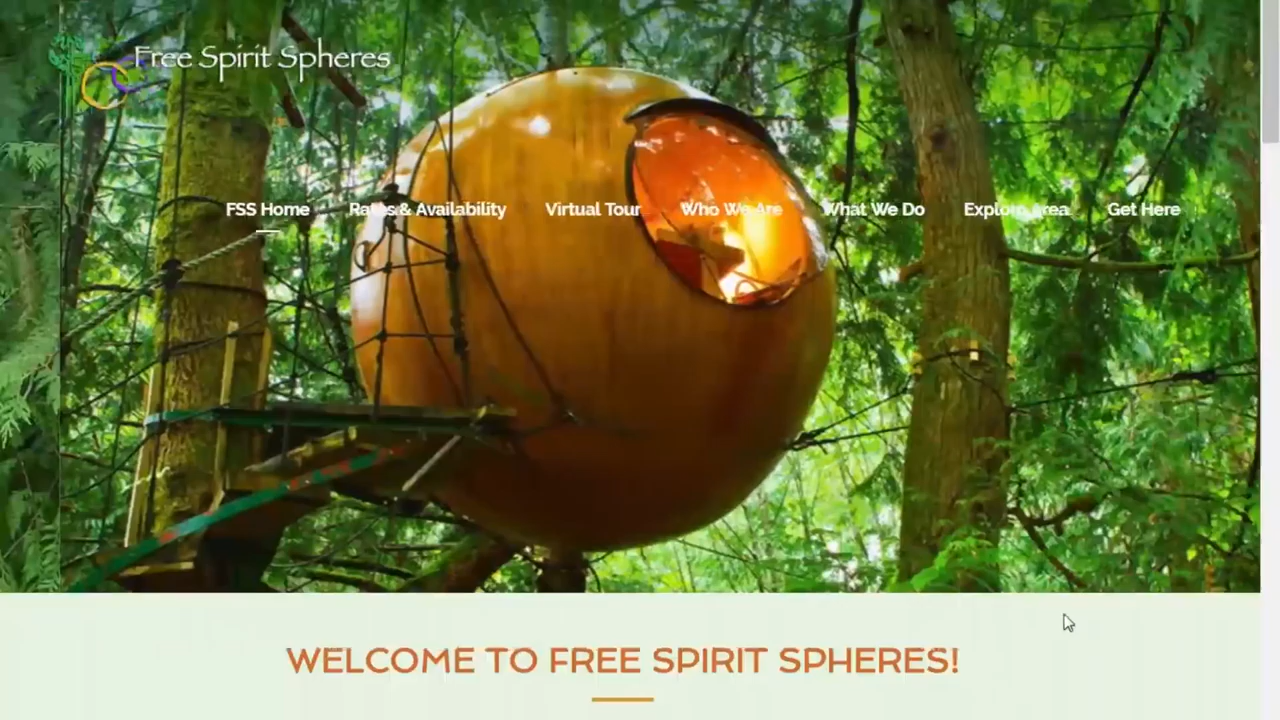 Free Spirit Spheres
FSS Home Rates & Availability Virtual Tour Who We Are What We Do Explore Area Get Here
WELCOME TO FREE SPIRIT SPHERES!